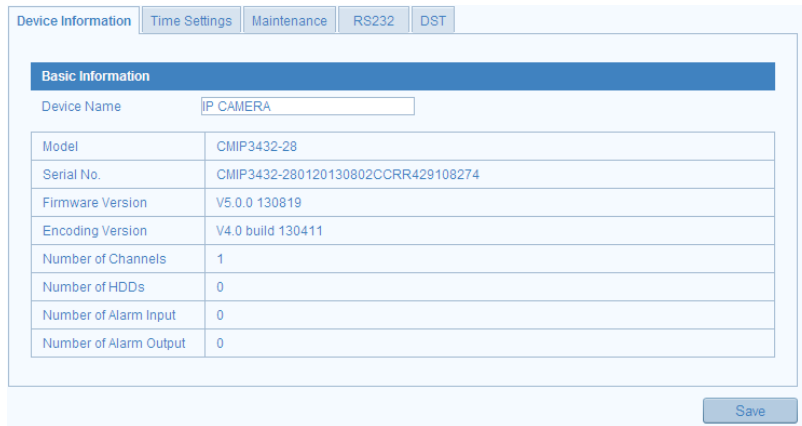 Device Information Time Settings Maintenance RS232 DST
Basic Information
Device Name IP CAMERA
Model CMIP3432-28
Serial No. CMIP3432-280120130802CCRR429108274
Firmware Version V5.0.0 130819
Encoding Version V4.0 build 130411
Number of Channels 1
Number of HDDs 0
Number of Alarm Input 0
Number of Alarm Output 0
Save